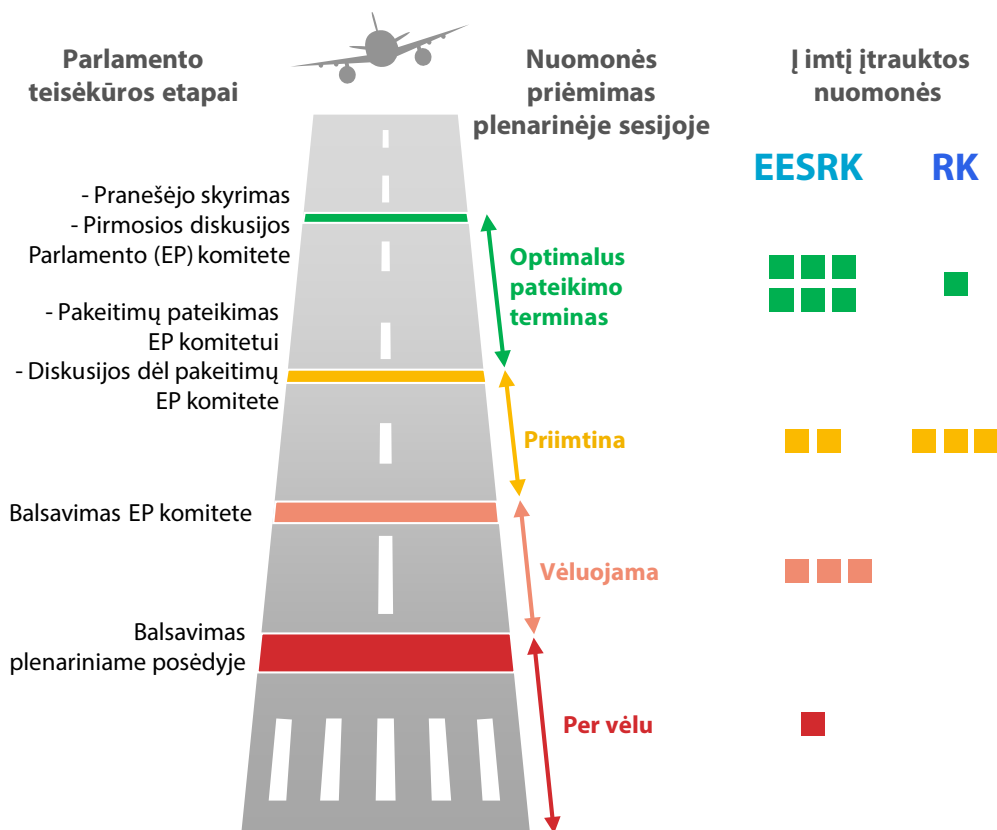 Parlamento
teisėkūros etapai
Nuomonės
priėmimas
plenarinėje sesijoje
Į imtį įtrauktos
nuomonės
EESRK
RK
- Pranešėjo skyrimas
- Pirmosios diskusijos
Parlamento (EP) komitete
Optimalus
pateikimo
terminas
- Pakeitimų pateikimas
EP komitetui
- Diskusijos dėl pakeitimų
EP komitete
Priimtina
Balsavimas EP komitete
Vėluojama
Balsavimas
plenariniame posėdyje
Per vėlu